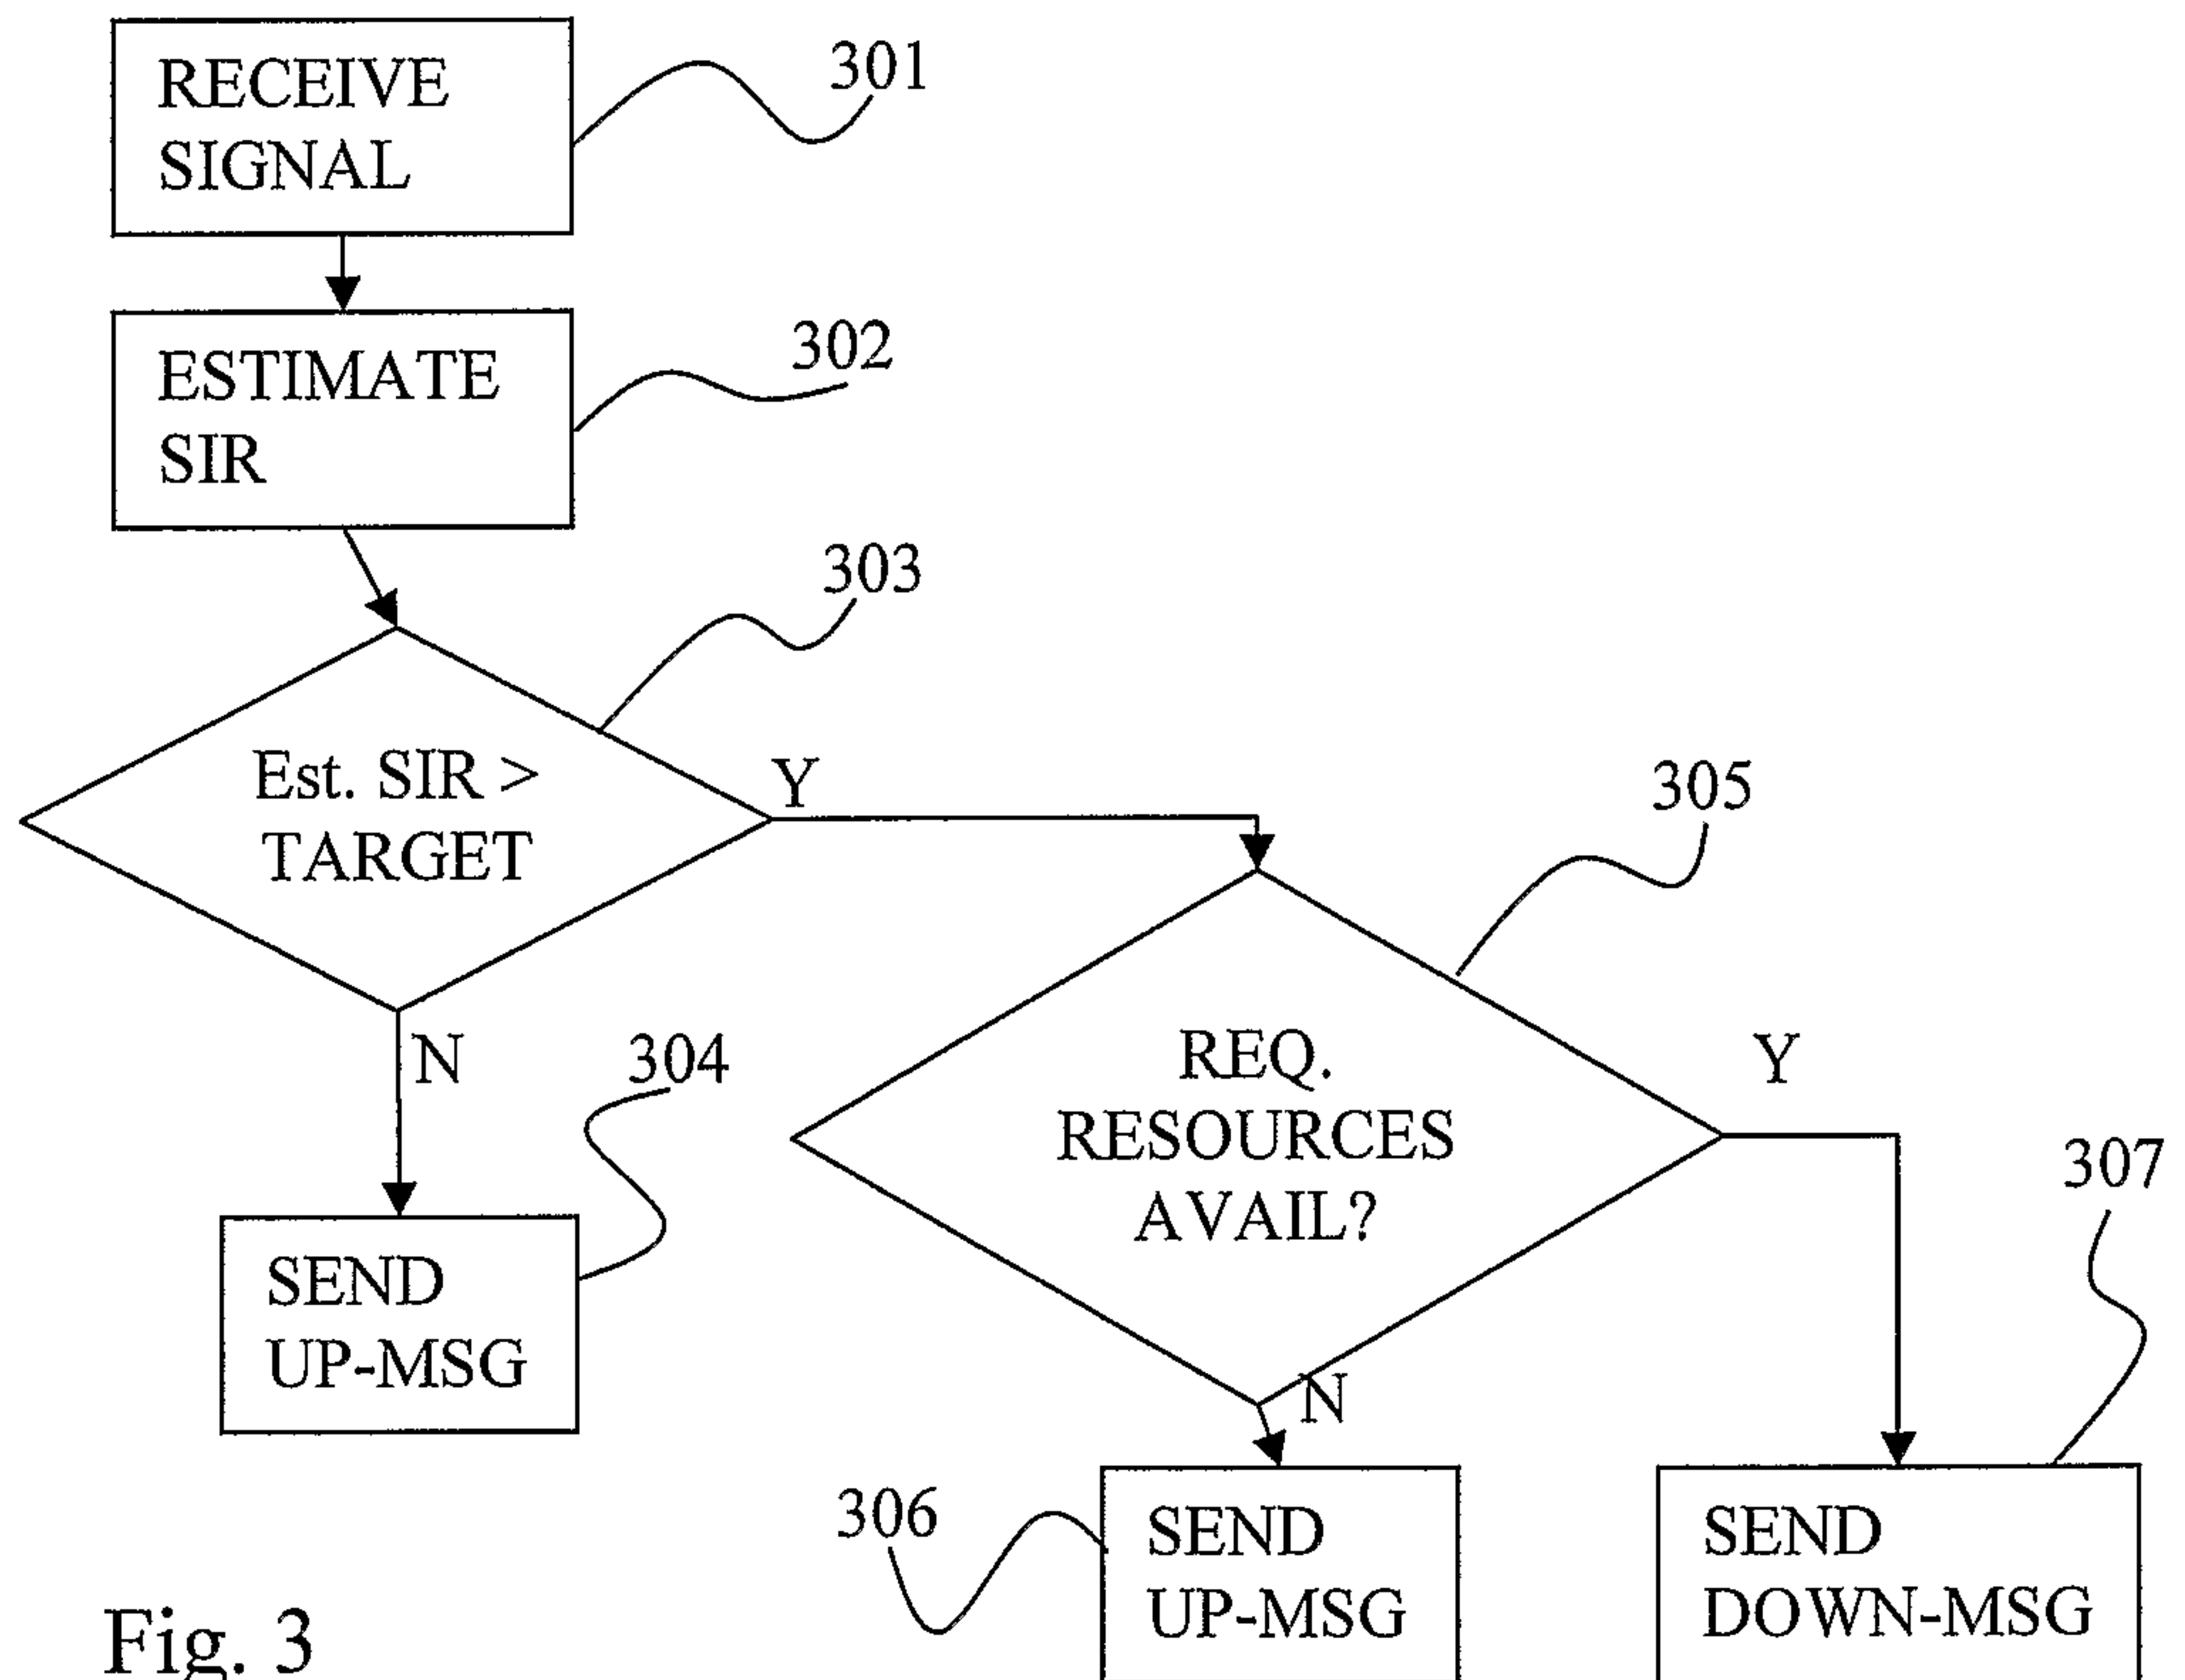 RECEIVE
SIGNAL
301
ESTIMATE
SIR
302
303
Est. SIR >
TARGET
Y
N
304
SEND
UP-MSG
305
REQ.
RESOURCES
AVAIL?
Y
N
307
306
SEND
UP-MSG
SEND
DOWN-MSG
Fig. 3